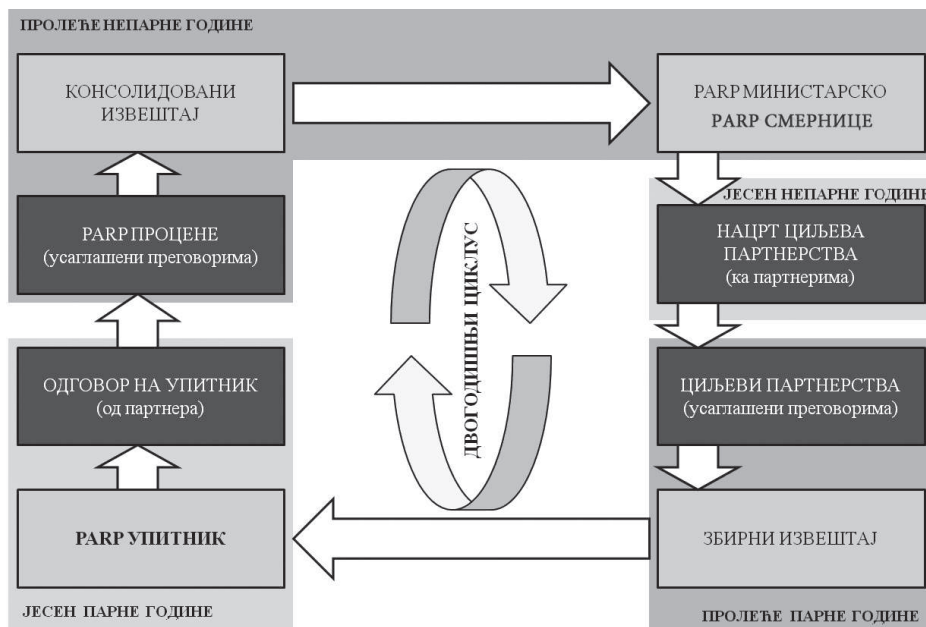 ПРОЛЕЋЕ НЕПАРНЕ ГОДИНЕ
КОНСОЛИДОВАНИ
ИЗВЕШТАЈ
PARP МИНИСТАРСКО
PARP СМЕРНИЦЕ
ЈЕСЕН НЕПАРНЕ ГОДИНЕ
PARP ПРОЦЕНЕ
(усаглашени преговорима)
НАЦРТ ЦИЉЕВА
ПАРТНЕРСТВА
(ка партнерима)
ДВОГОДИШЊИ ЦИКЛУС
ОДГОВОР НА УПИТНИК
(од партнера)
ЦИЉЕВИ ПАРТНЕРСТВА
(усаглашени преговорима)
PARP УПИТНИК
ЗБИРНИ ИЗВЕШТАЈ
ЈЕСЕН ПАРНЕ ГОДИНЕ
ПРОЛЕЋЕ ПАРНЕ ГОДИНЕ